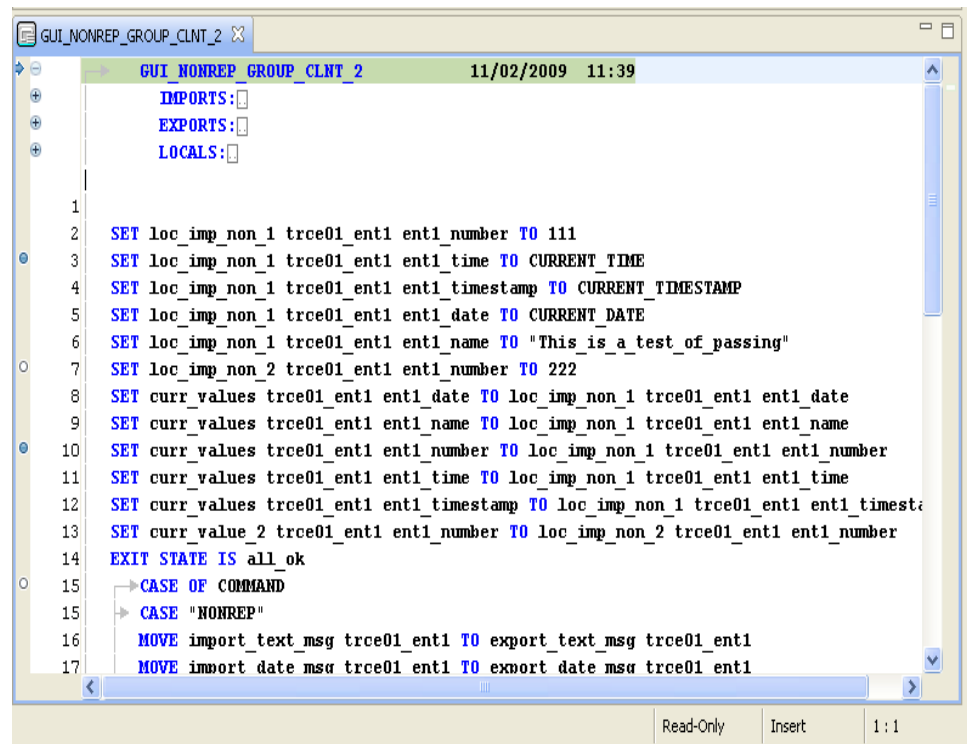 GUI_NONREP_GROUP_CLNT_2
GUI_NONREP_GROUP_CLNT_2 11/02/2009 11:39
IMPORTS:
EXPORTS:
LOCALS:
1
2 SET loc_imp_non_1 trce01_ent1 ent1_number TO 111
3 SET loc_imp_non_1 trce01_ent1 ent1_time TO CURRENT_TIME
4 SET loc_imp_non_1 trce01_ent1 ent1_timestamp TO CURRENT_TIMESTAMP
5 SET loc_imp_non_1 trce01_ent1 ent1_date TO CURRENT_DATE
6 SET loc_imp_non_1 trce01_ent1 ent1_name TO "This_is_a_test_of_passing"
7 SET loc_imp_non_2 trce01_ent1 ent1_number TO 222
8 SET curr_values trce01_ent1 ent1_date TO loc_imp_non_1 trce01_ent1 ent1_date
9 SET curr_values trce01_ent1 ent1_name TO loc_imp_non_1 trce01_ent1 ent1_name
10 SET curr_values trce01_ent1 ent1_number TO loc_imp_non_1 trce01_ent1 ent1_number
11 SET curr_values trce01_ent1 ent1_time TO loc_imp_non_1 trce01_ent1 ent1_time
12 SET curr_values trce01_ent1 ent1_timestamp TO loc_imp_non_1 trce01_ent1 ent1_timesta
13 SET curr_value_2 trce01_ent1 ent1_number TO loc_imp_non_2 trce01_ent1 ent1_number
14 EXIT STATE IS all_ok
15 CASE OF COMMAND
15 CASE "NONREP"
16 MOVE import_text_msg trce01_ent1 TO export_text_msg trce01_ent1
17 MOVE import_date_msg trce01_ent1 TO export_date_msg trce01_ent1
Read-Only Insert 1 : 1